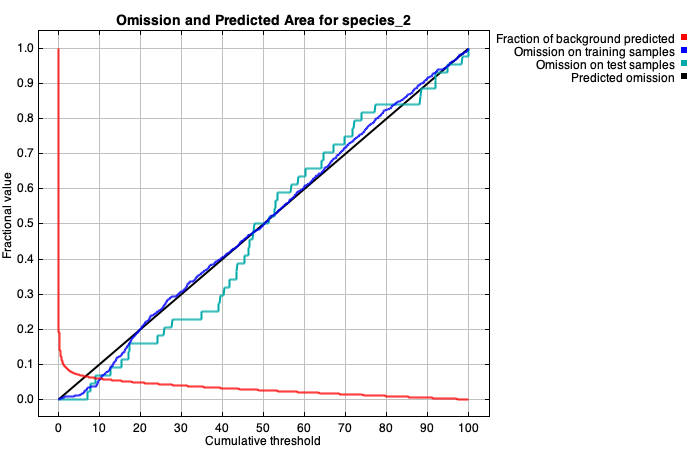 Omission and Predicted Area for species_2
Fraction of background predicted
Omission on training samples
Omission on test samples
Predicted omission
Fractional value
1.0
0.9
0.8
0.7
0.6
0.5
0.4
0.3
0.2
0.1
0.0
0 10 20 30 40 50 60 70 80 90 100
Cumulative threshold